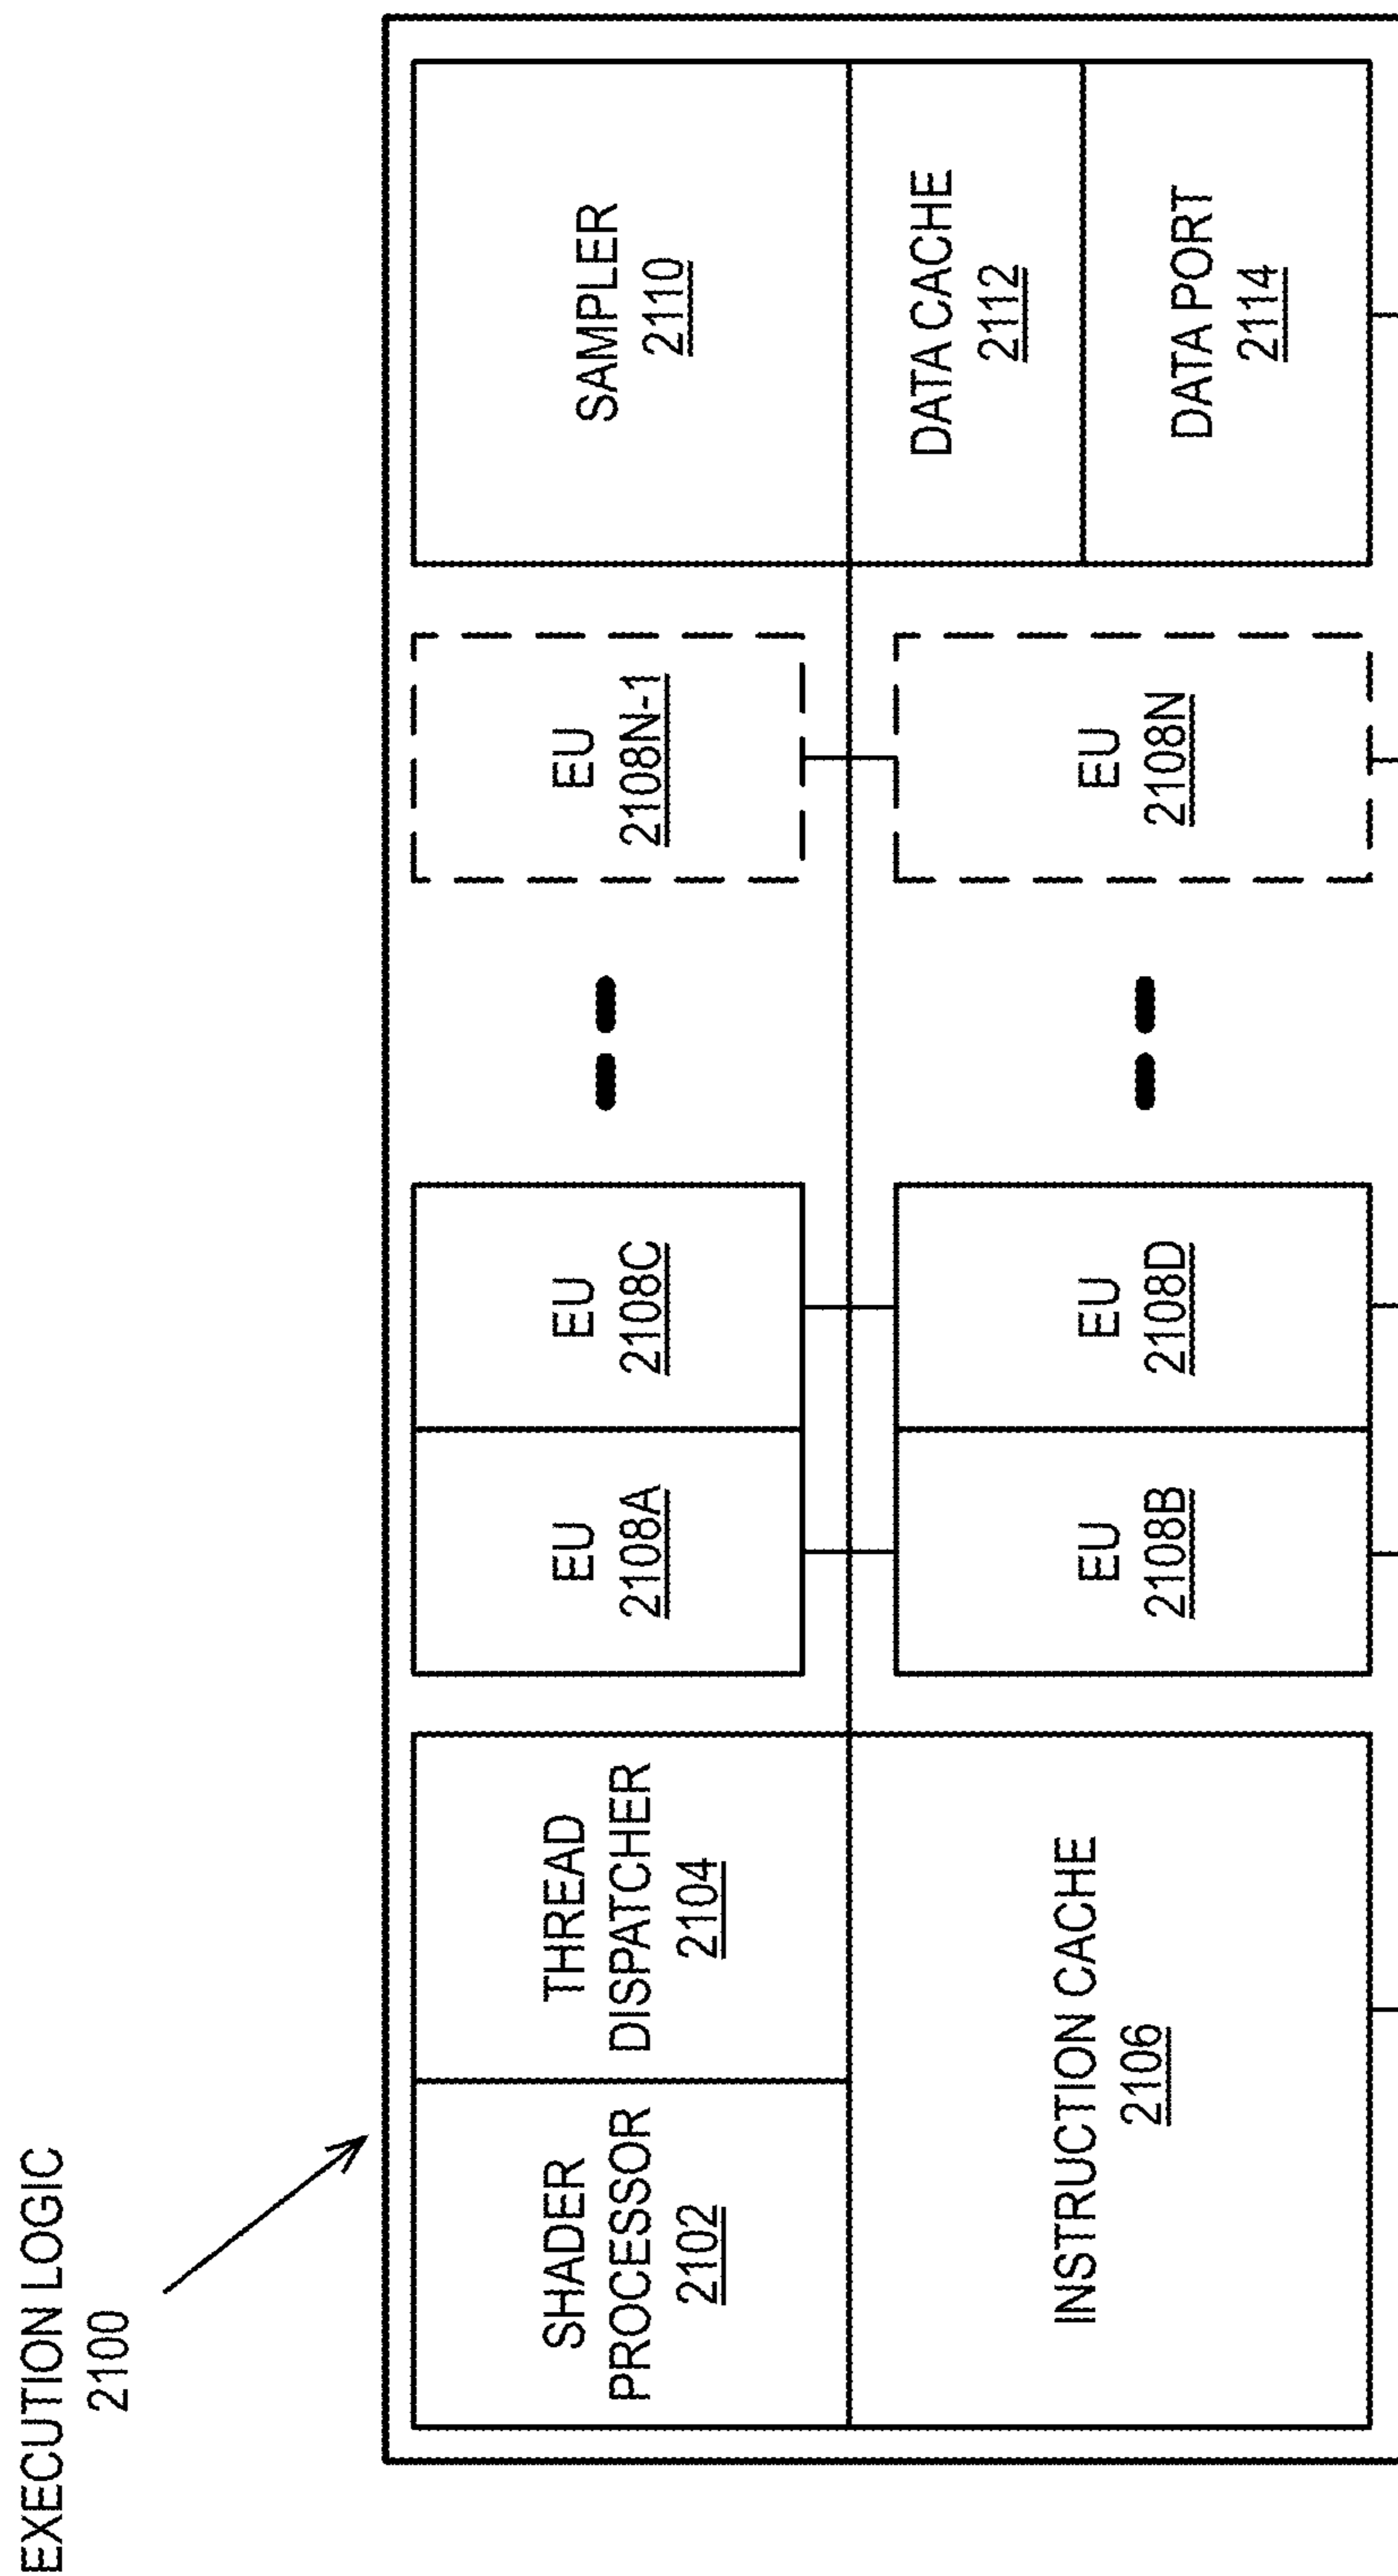 EXECUTION LOGIC
2100
SHADER
PROCESSOR
2102
THREAD
DISPATCHER
2104
INSTRUCTION CACHE
2106
EU
2108A
EU
2108C
EU
2108B
EU
2108D
EU
2108N-1
EU
2108N
SAMPLER
2110
DATA CACHE
2112
DATA PORT
2114